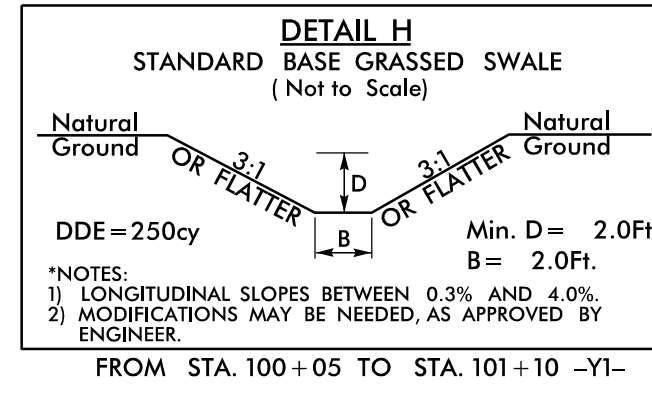 DETAIL H
STANDARD BASE GRASSED SWALE
( Not to Scale)
Natural
Ground
3:1
OR FLATTER
D
B
3:1
OR FLATTER
Natural
Ground
DDE=250cy
Min. D= 2.0Ft
B= 2.0Ft.
*NOTES:
1) LONGITUDINAL SLOPES BETWEEN 0.3% AND 4.0%.
2) MODIFICATIONS MAY BE NEEDED, AS APPROVED BY
ENGINEER.
FROM STA. 100+05 TO STA. 101+10 -Y1-